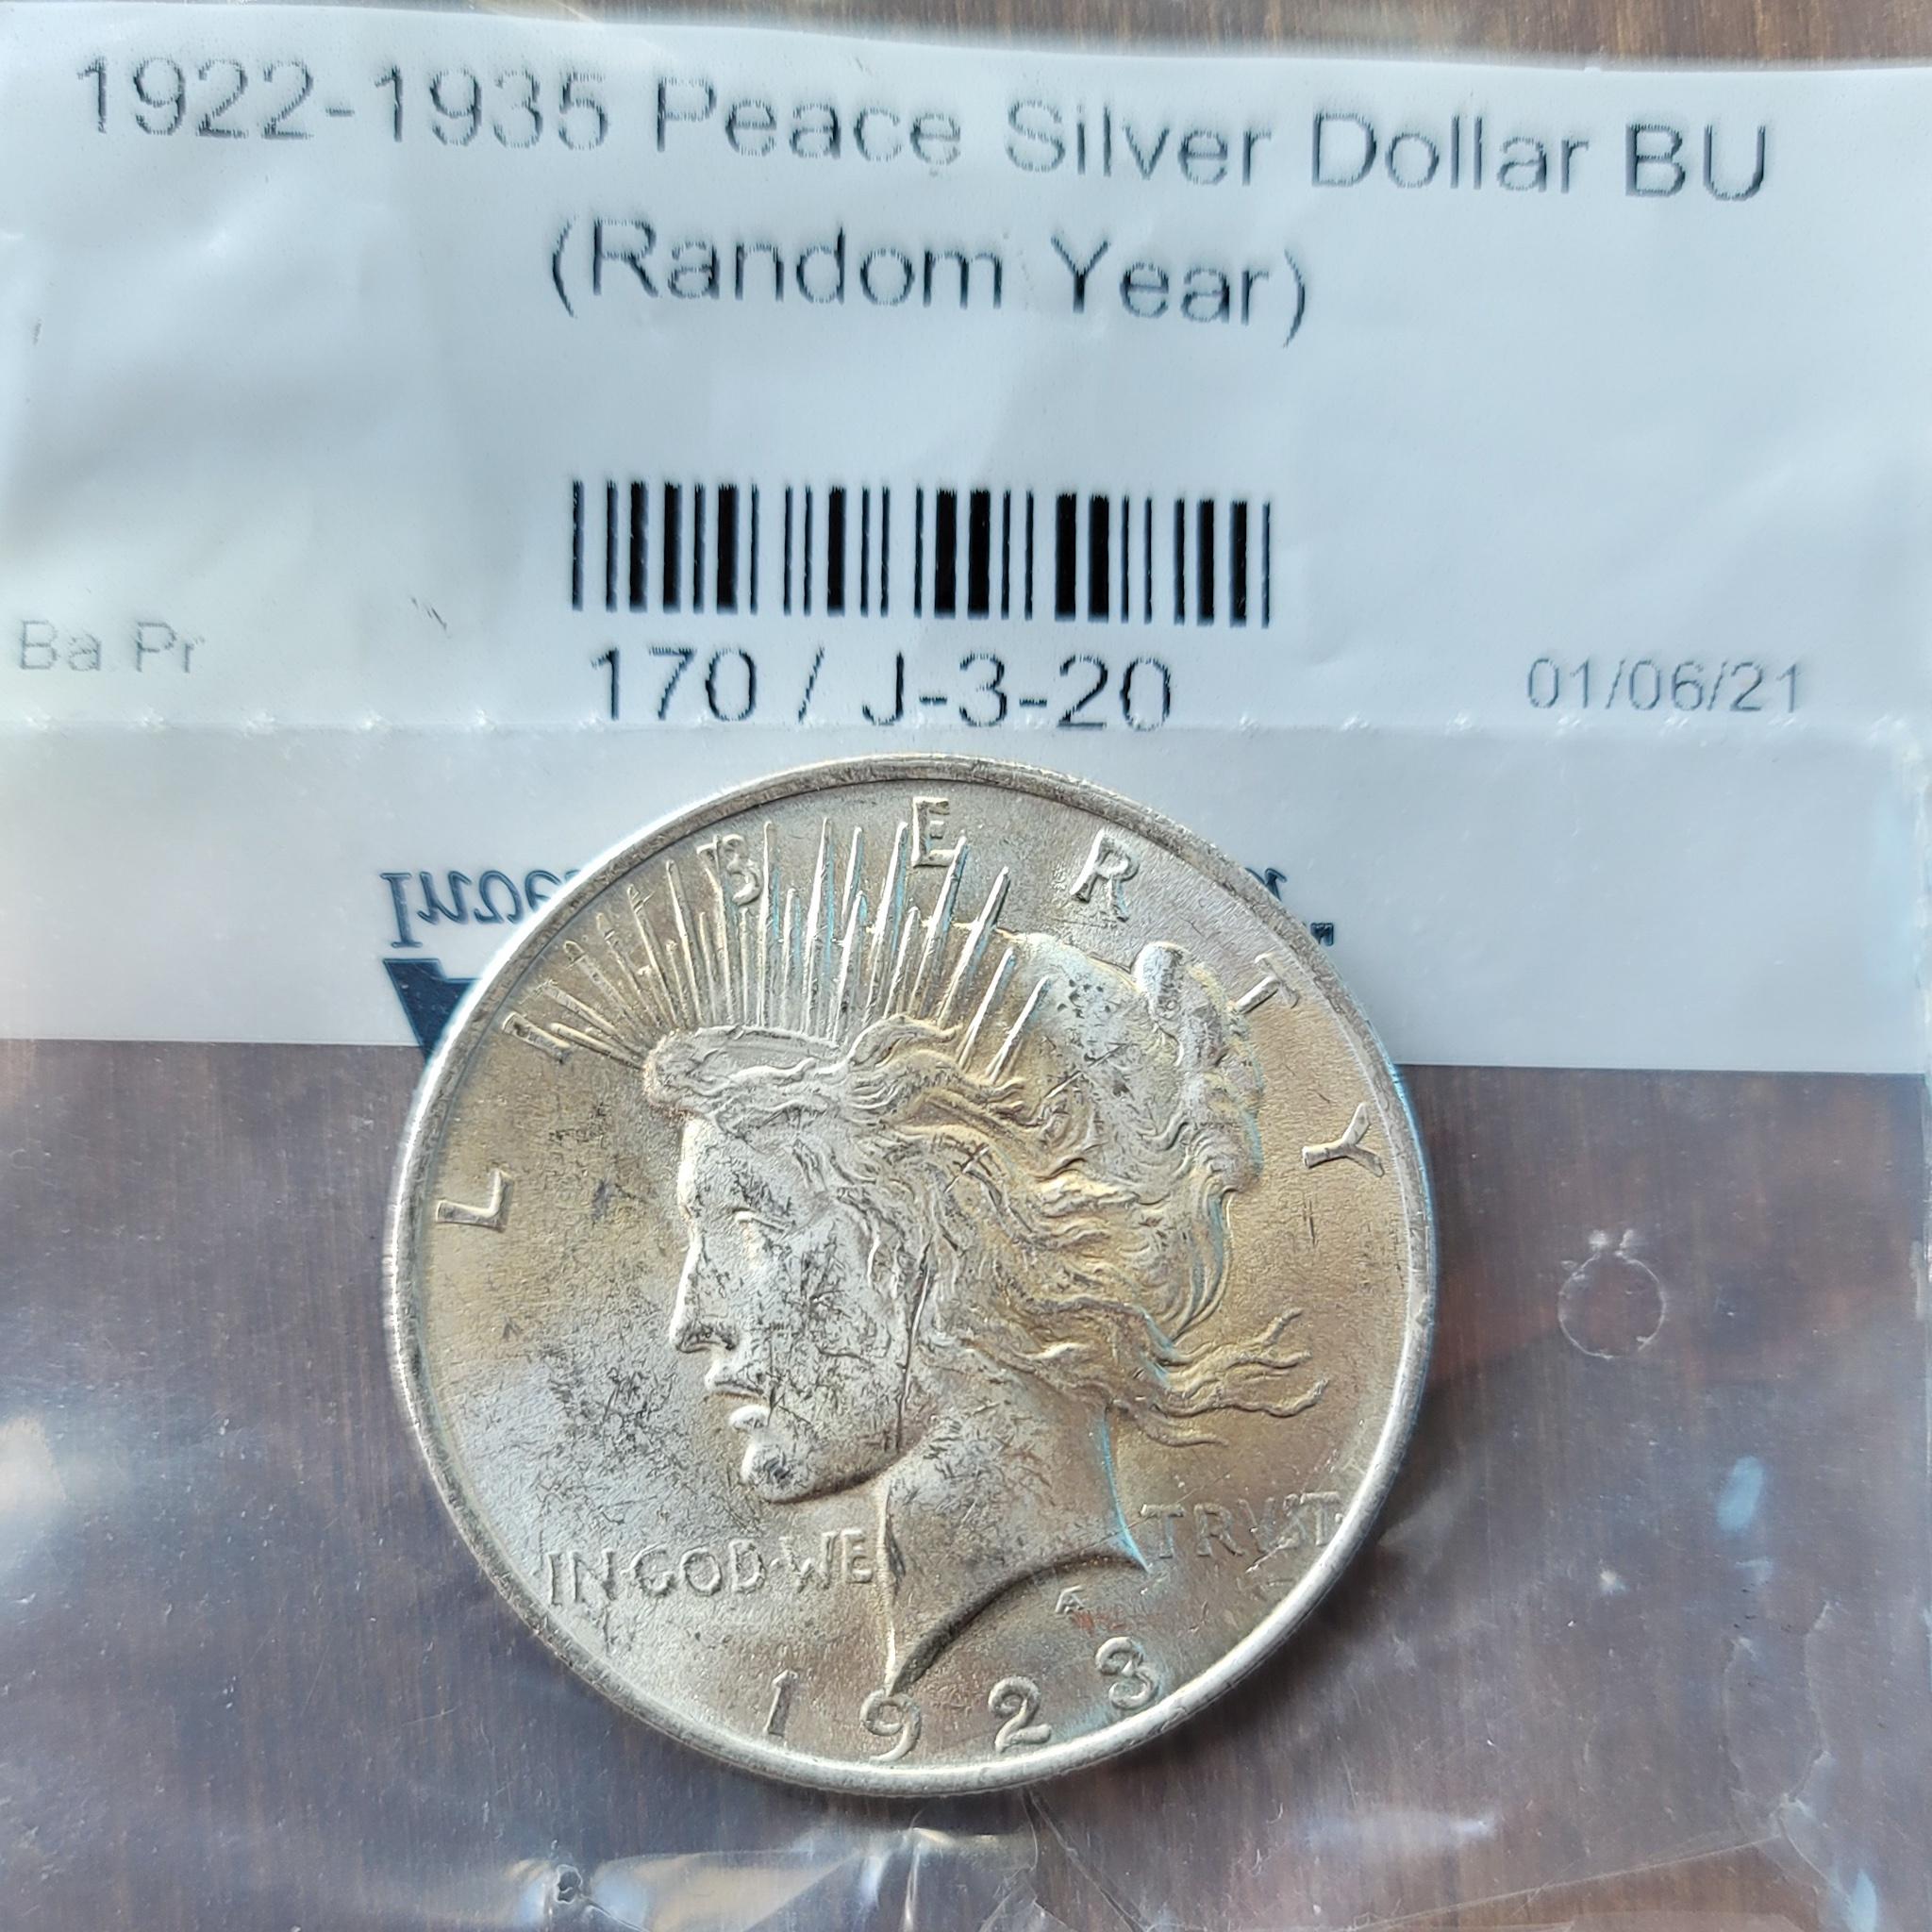 1922-1935 Peace Silver Dollar BU
(Random Year)
Ba Pr
170 / J-3-20
01/06/21
LIBERTY
IN·GOD·WE
TRVST
1923